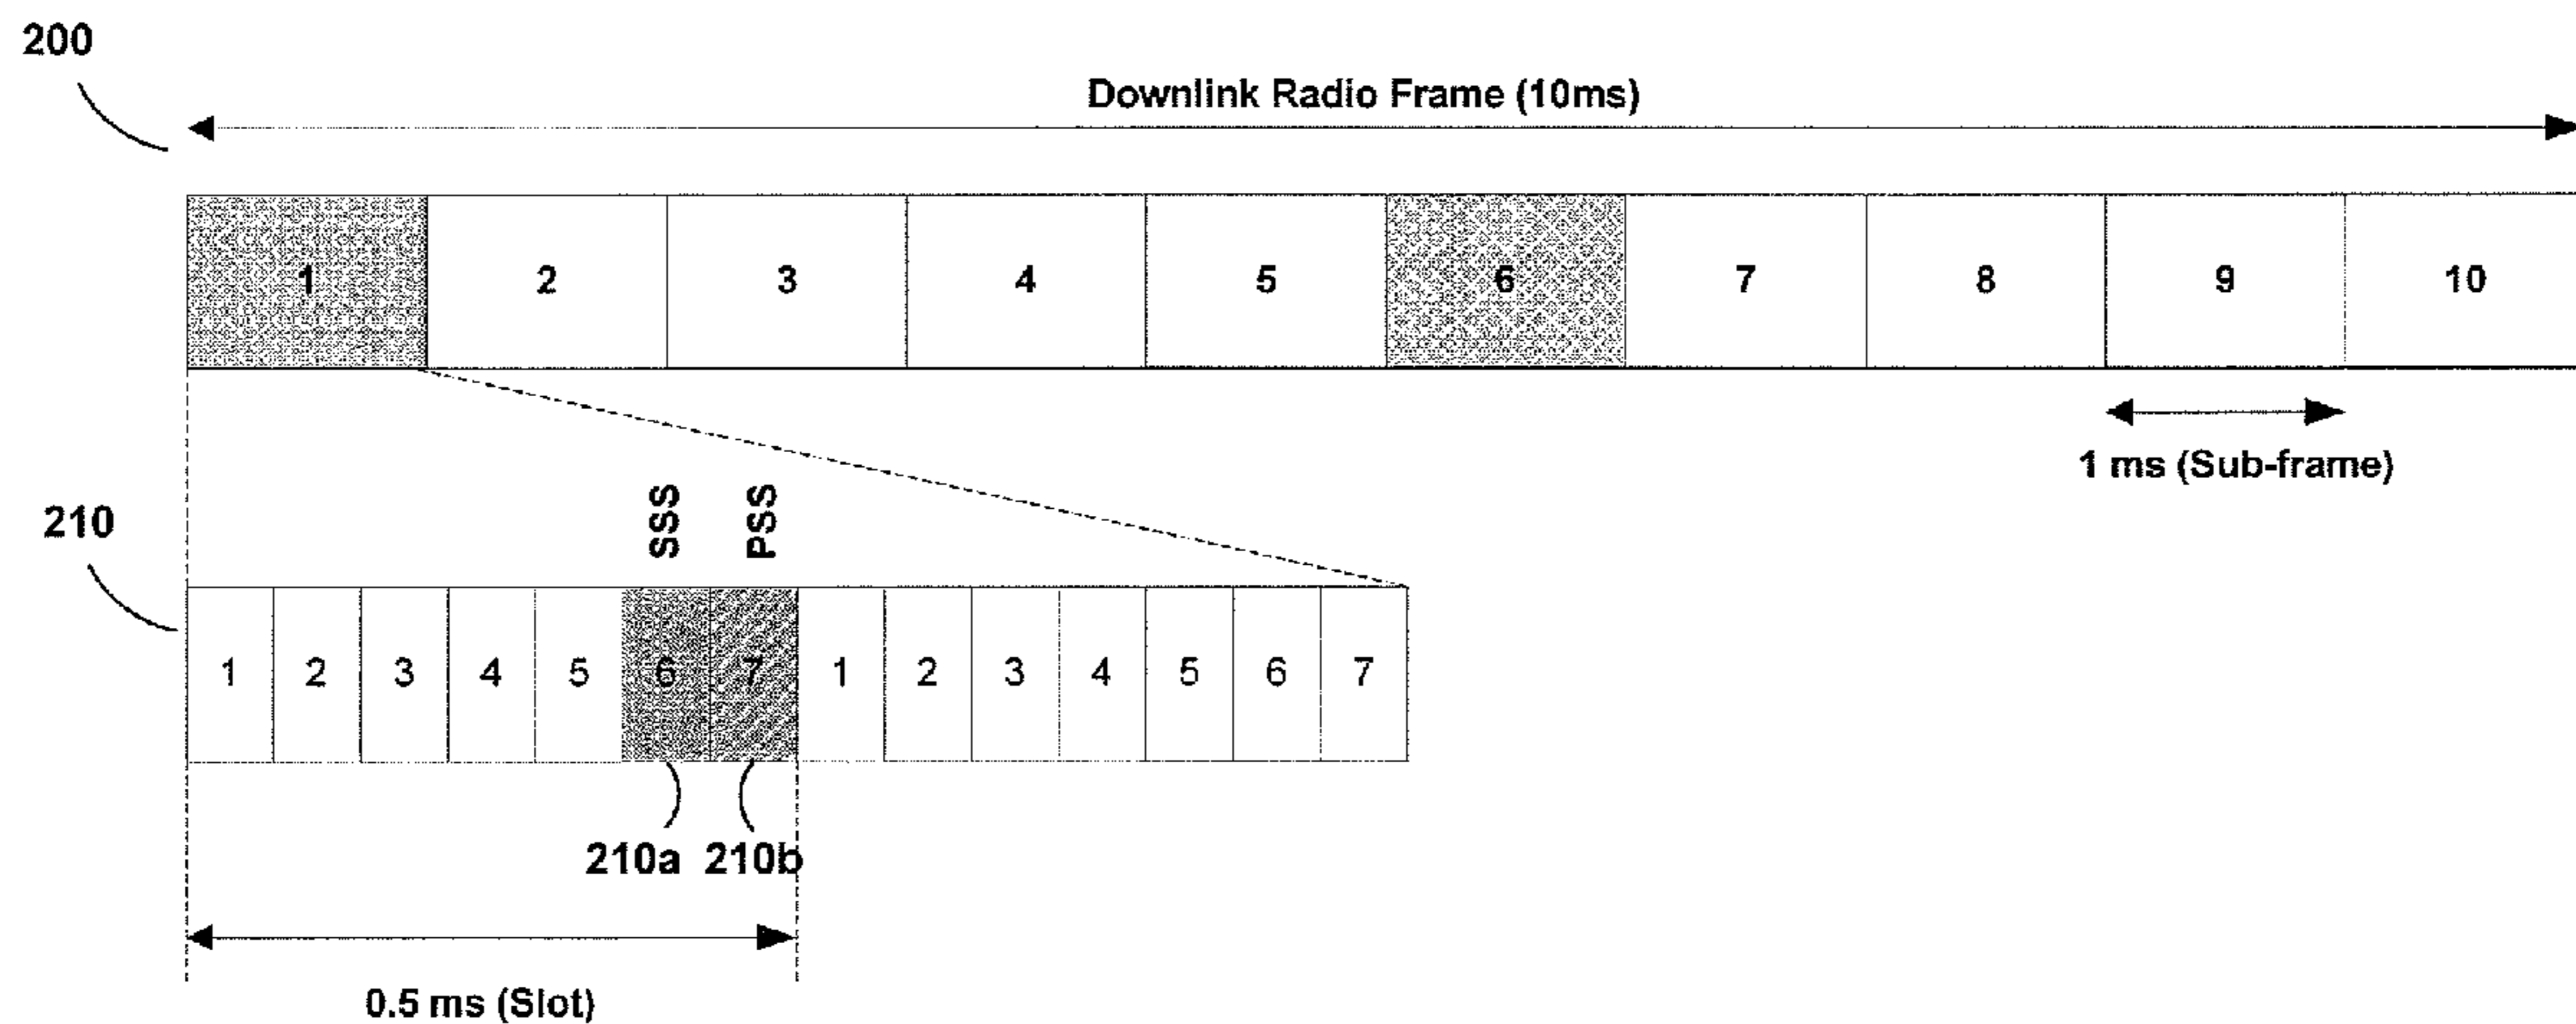 200
Downlink Radio Frame (10ms)
1 2 3 4 5 6 7 8 9 10
1 ms (Sub-frame)
SSS PSS
210
1 2 3 4 5 6 7 1 2 3 4 5 6 7
210a 210b
0.5 ms (Slot)